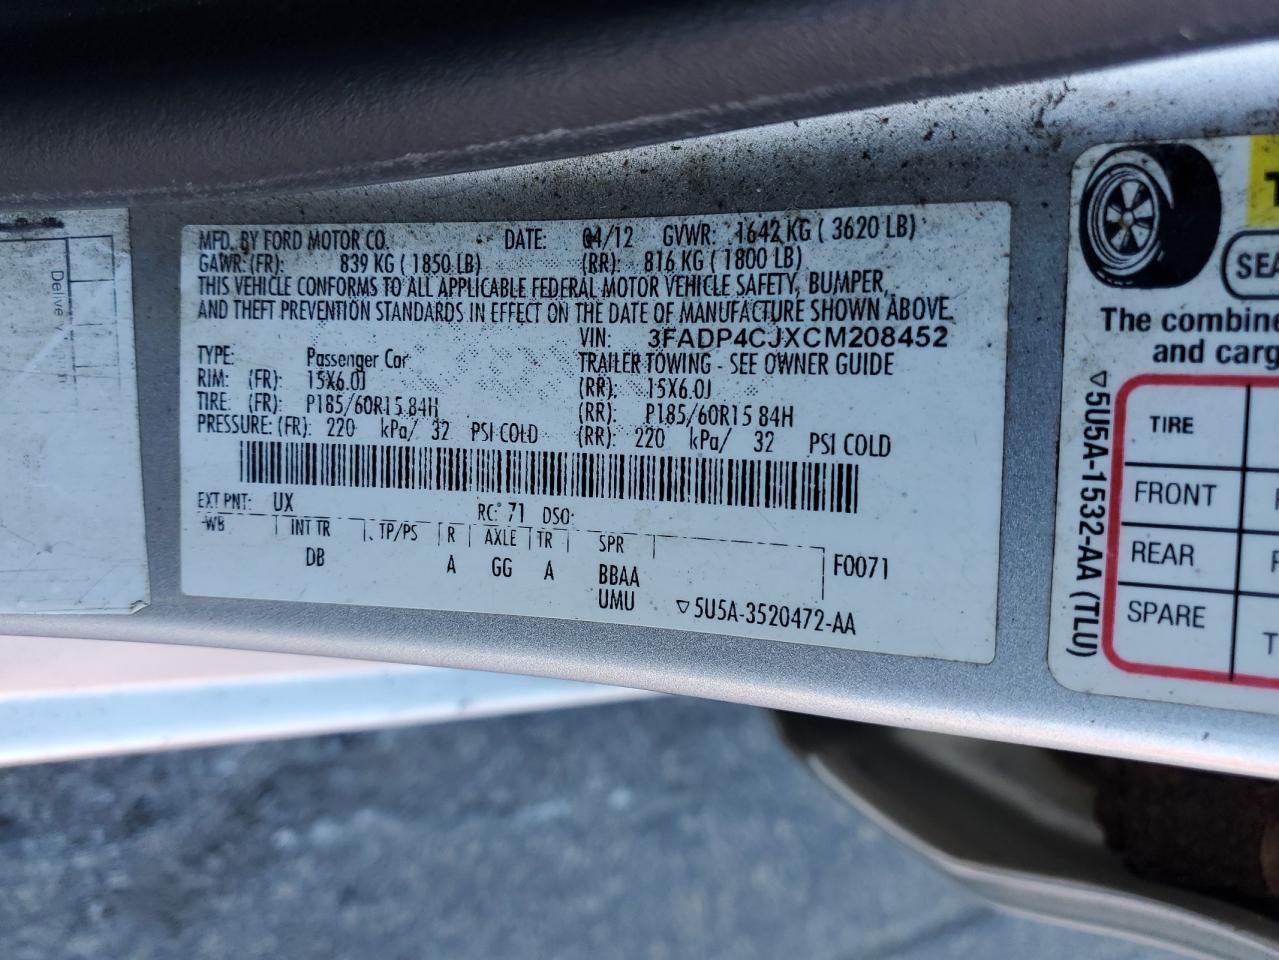 MFD. BY FORD MOTOR CO. DATE: 04/12 GVWR: 1642 KG ( 3620 LB)
GAWR: (FR): 839 KG ( 1850 LB) (RR): 816 KG ( 1800 LB)
THIS VEHICLE CONFORMS TO ALL APPLICABLE FEDERAL MOTOR VEHICLE SAFETY, BUMPER,
AND THEFT PREVENTION STANDARDS IN EFFECT ON THE DATE OF MANUFACTURE SHOWN ABOVE.
VIN: 3FADP4CJXCM208452
TYPE: Passenger Car TRAILER TOWING - SEE OWNER GUIDE
RIM: (FR): 15X6.0J (RR): 15X6.0J
TIRE: (FR): P185/60R15 84H (RR): P185/60R15 84H
PRESSURE: (FR): 220 kPa/ 32 PSI COLD (RR): 220 kPa/ 32 PSI COLD
EXT PNT: UX RC: 71 DSO:
WB INT TR TP/PS R AXLE TR SPR
DB A GG A BBAA F0071
UMU ▽5U5A-3520472-AA
The combine
and carg
▽5U5A-1532-AA (TLU)
TIRE
FRONT
REAR
SPARE